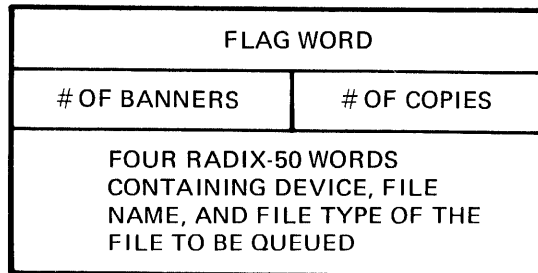 FLAG WORD
# OF BANNERS # OF COPIES
FOUR RADIX-50 WORDS
CONTAINING DEVICE, FILE
NAME, AND FILE TYPE OF THE
FILE TO BE QUEUED